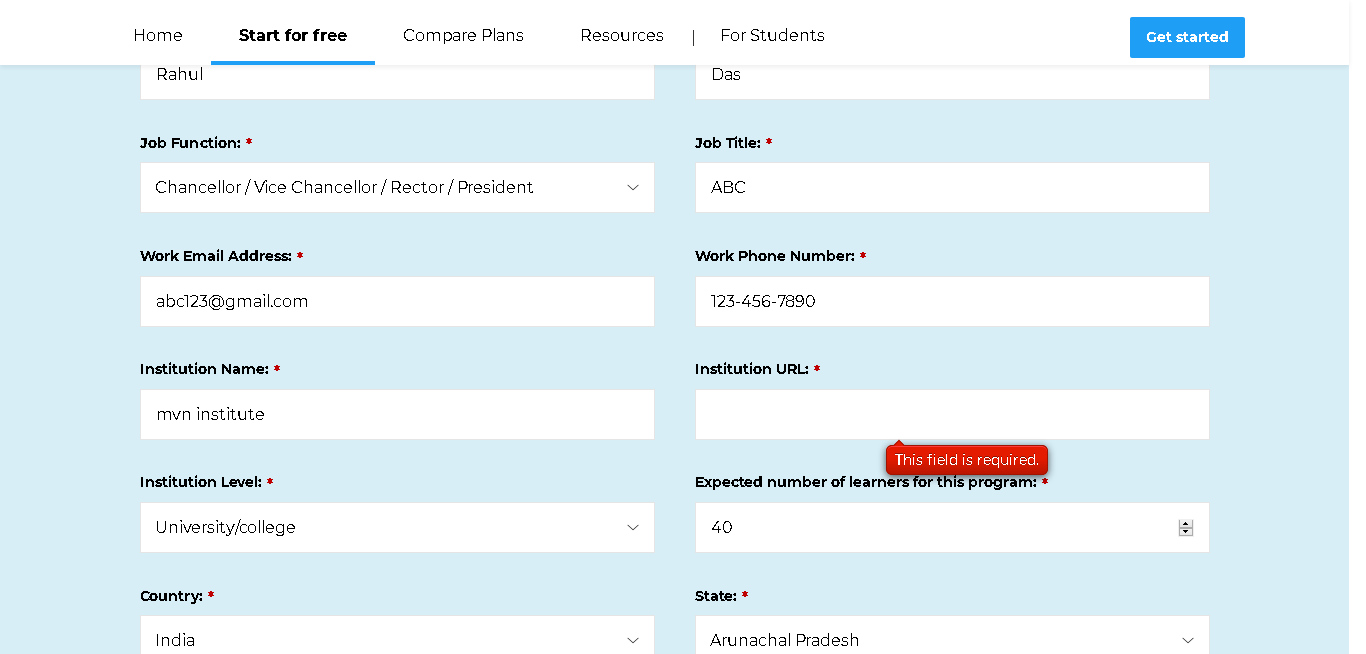 Home Start for free Compare Plans Resources | For Students Get started
Rahul Das
Job Function: * Job Title: *
Chancellor / Vice Chancellor / Rector / President ABC
Work Email Address: * Work Phone Number: *
abc123@gmail.com 123-456-7890
Institution Name: * Institution URL: *
mvn institute
This field is required.
Institution Level: * Expected number of learners for this program: *
University/college 40
Country: * State: *
India Arunachal Pradesh